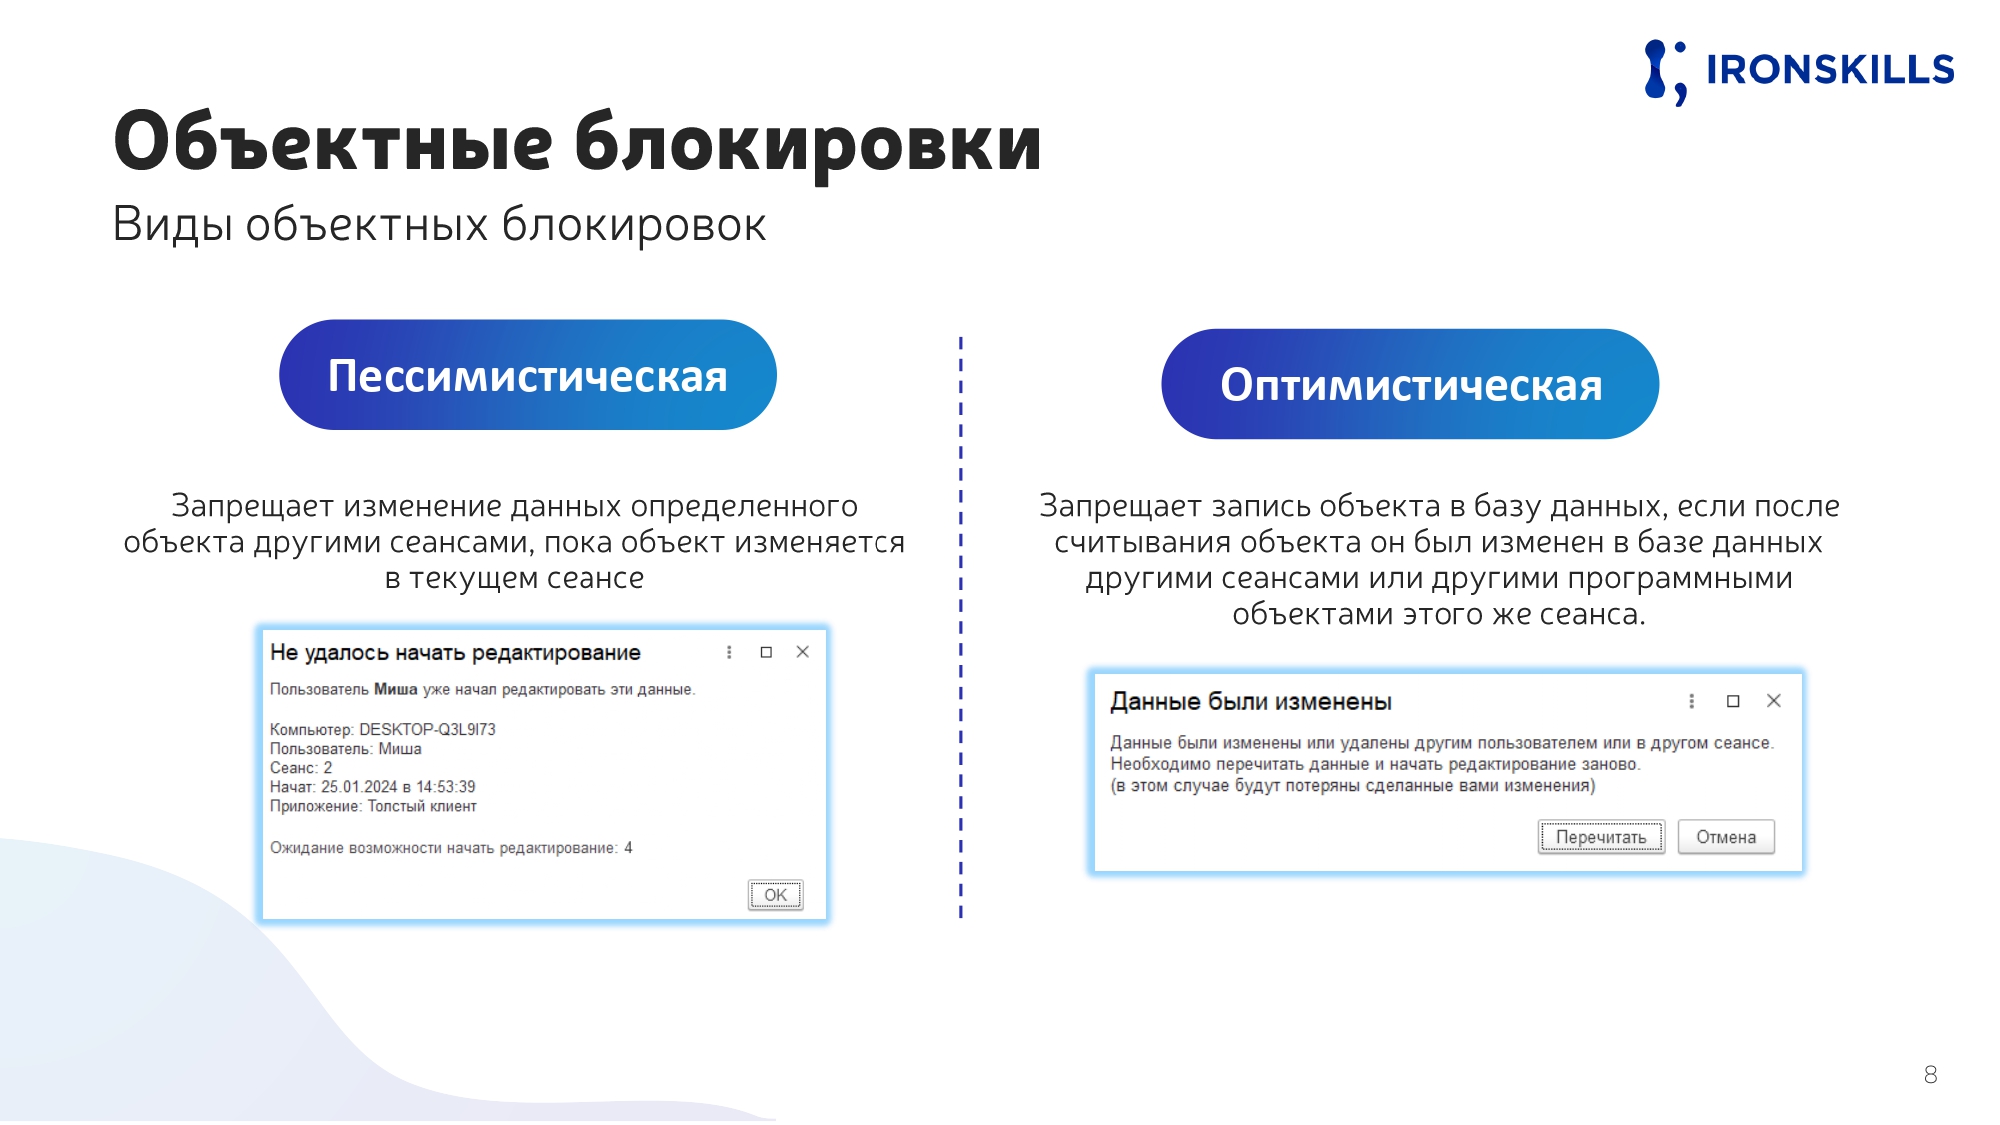 IRONSKILLS
Объектные блокировки
Виды объектных блокировок
Пессимистическая
Запрещает изменение данных определенного
объекта другими сеансами, пока объект изменяется
в текущем сеансе
Не удалось начать редактирование
Пользователь Миша уже начал редактировать эти данные.
Компьютер: DESKTOP-Q3L9I73
Пользователь: Миша
Сеанс: 2
Начат: 25.01.2024 в 14:53:39
Приложение: Толстый клиент
Ожидание возможности начать редактирование: 4
OK
Оптимистическая
Запрещает запись объекта в базу данных, если после
считывания объекта он был изменен в базе данных
другими сеансами или другими программными
объектами этого же сеанса.
Данные были изменены
Данные были изменены или удалены другим пользователем или в другом сеансе.
Необходимо перечитать данные и начать редактирование заново.
(в этом случае будут потеряны сделанные вами изменения)
Перечитать
Отмена
8